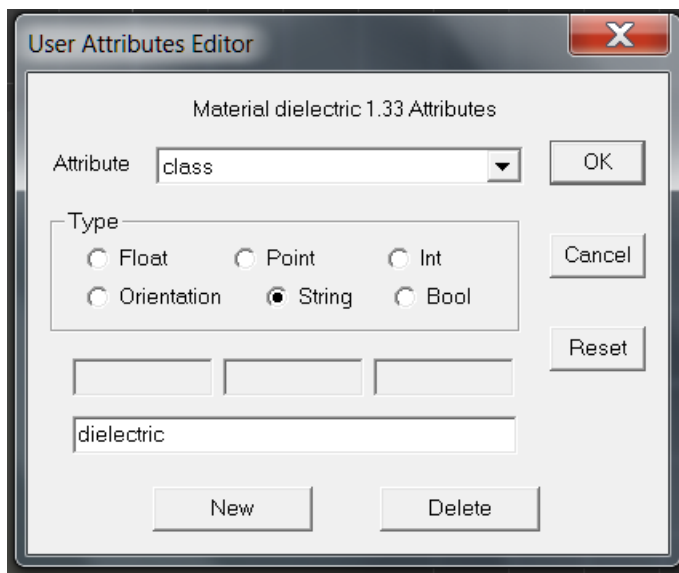 User Attributes Editor
Material dielectric 1.33 Attributes
Attribute class OK
Type
Float Point Int Cancel
Orientation String Bool
Reset
dielectric
New Delete